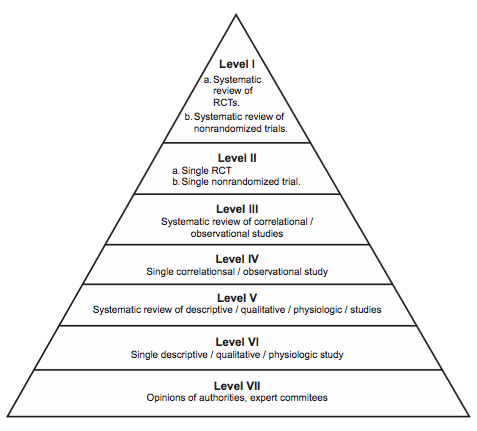 Level I
a. Systematic
review of
RCTs.
b. Systematic review of
nonrandomized trials.
Level II
a. Single RCT
b. Single nonrandomized trial.
Level III
Systematic review of correlational /
observational studies
Level IV
Single correlationsal / observational study
Level V
Systematic review of descriptive / qualitative / physiologic / studies
Level VI
Single descriptive / qualitative / physiologic study
Level VII
Opinions of authorities, expert commitees